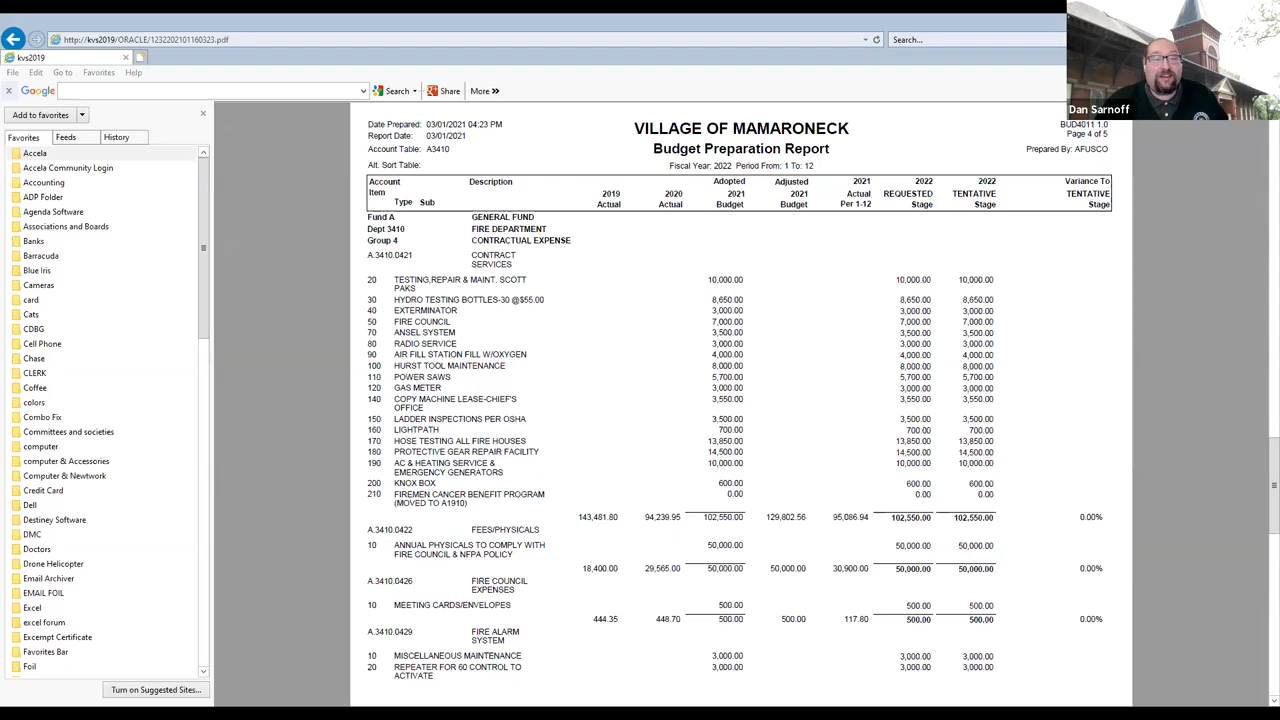 http://kvs2019/ORACLE/1232202101160323.pdf
Search...
kvs2019
File Edit Go to Favorites Help
Google Search Share More »
Dan Sarnoff
Add to favorites
Favorites Feeds History
Accela
Accela Community Login
Accounting
ADP Folder
Agenda Software
Associations and Boards
Banks
Barracuda
Blue Iris
Cameras
card
Cats
CDBG
Cell Phone
Chase
CLERK
Coffee
colors
Combo Fix
Committees and societies
computer
computer & Accessories
Computer & Newtwork
Credit Card
Dell
Destiney Software
DMC
Doctors
Drone Helicopter
Email Archiver
EMAIL FOIL
Excel
excel forum
Excempt Certificate
Favorites Bar
Foil
Turn on Suggested Sites...
Date Prepared: 03/01/2021 04:23 PM
Report Date: 03/01/2021
Account Table: A3410
Alt. Sort Table:
VILLAGE OF MAMARONECK
Budget Preparation Report
Fiscal Year: 2022 Period From: 1 To: 12
BUD4011 1.0
Page 4 of 5
Prepared By: AFUSCO
Account Description Adopted Adjusted 2021 2022 2022 Variance To
Item 2019 2020 2021 2021 Actual REQUESTED TENTATIVE TENTATIVE
Type Sub Actual Actual Budget Budget Per 1-12 Stage Stage Stage
Fund A GENERAL FUND
Dept 3410 FIRE DEPARTMENT
Group 4 CONTRACTUAL EXPENSE
A.3410.0421 CONTRACT
SERVICES
20 TESTING,REPAIR & MAINT. SCOTT 10,000.00 10,000.00 10,000.00
PAKS
30 HYDRO TESTING BOTTLES-30 @$55.00 8,650.00 8,650.00 8,650.00
40 EXTERMINATOR 3,000.00 3,000.00 3,000.00
50 FIRE COUNCIL 7,000.00 7,000.00 7,000.00
70 ANSEL SYSTEM 3,500.00 3,500.00 3,500.00
80 RADIO SERVICE 3,000.00 3,000.00 3,000.00
90 AIR FILL STATION FILL W/OXYGEN 4,000.00 4,000.00 4,000.00
100 HURST TOOL MAINTENANCE 8,000.00 8,000.00 8,000.00
110 POWER SAWS 5,700.00 5,700.00 5,700.00
120 GAS METER 3,000.00 3,000.00 3,000.00
140 COPY MACHINE LEASE-CHIEF'S 3,550.00 3,550.00 3,550.00
OFFICE
150 LADDER INSPECTIONS PER OSHA 3,500.00 3,500.00 3,500.00
160 LIGHTPATH 700.00 700.00 700.00
170 HOSE TESTING ALL FIRE HOUSES 13,850.00 13,850.00 13,850.00
180 PROTECTIVE GEAR REPAIR FACILITY 14,500.00 14,500.00 14,500.00
190 AC & HEATING SERVICE & 10,000.00 10,000.00 10,000.00
EMERGENCY GENERATORS
200 KNOX BOX 600.00 600.00 600.00
210 FIREMEN CANCER BENEFIT PROGRAM 0.00 0.00 0.00
(MOVED TO A1910)
143,481.80 94,239.95 102,550.00 129,802.56 95,086.94 102,550.00 102,550.00 0.00%
A.3410.0422 FEES/PHYSICALS
10 ANNUAL PHYSICALS TO COMPLY WITH 50,000.00 50,000.00 50,000.00
FIRE COUNCIL & NFPA POLICY
18,400.00 29,565.00 50,000.00 50,000.00 30,900.00 50,000.00 50,000.00 0.00%
A.3410.0426 FIRE COUNCIL
EXPENSES
10 MEETING CARDS/ENVELOPES 500.00 500.00 500.00
444.35 448.70 500.00 500.00 117.80 500.00 500.00 0.00%
A.3410.0429 FIRE ALARM
SYSTEM
10 MISCELLANEOUS MAINTENANCE 3,000.00 3,000.00 3,000.00
20 REPEATER FOR 60 CONTROL TO 3,000.00 3,000.00 3,000.00
ACTIVATE